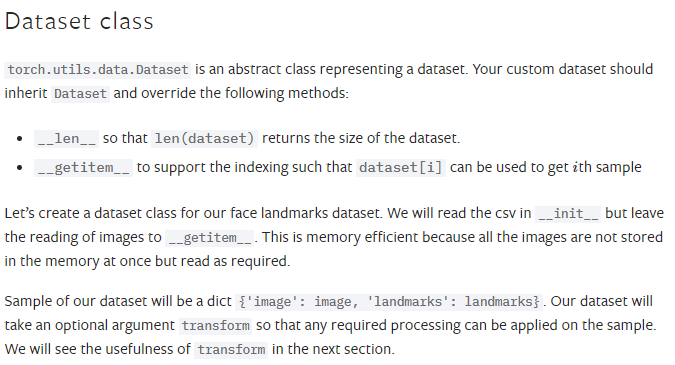 Dataset class
torch.utils.data.Dataset is an abstract class representing a dataset. Your custom dataset should
inherit Dataset and override the following methods:
• __len__ so that len(dataset) returns the size of the dataset.
• __getitem__ to support the indexing such that dataset[i] can be used to get ith sample
Let’s create a dataset class for our face landmarks dataset. We will read the csv in __init__ but leave
the reading of images to __getitem__. This is memory efficient because all the images are not stored
in the memory at once but read as required.
Sample of our dataset will be a dict {'image': image, 'landmarks': landmarks}. Our dataset will
take an optional argument transform so that any required processing can be applied on the sample.
We will see the usefulness of transform in the next section.